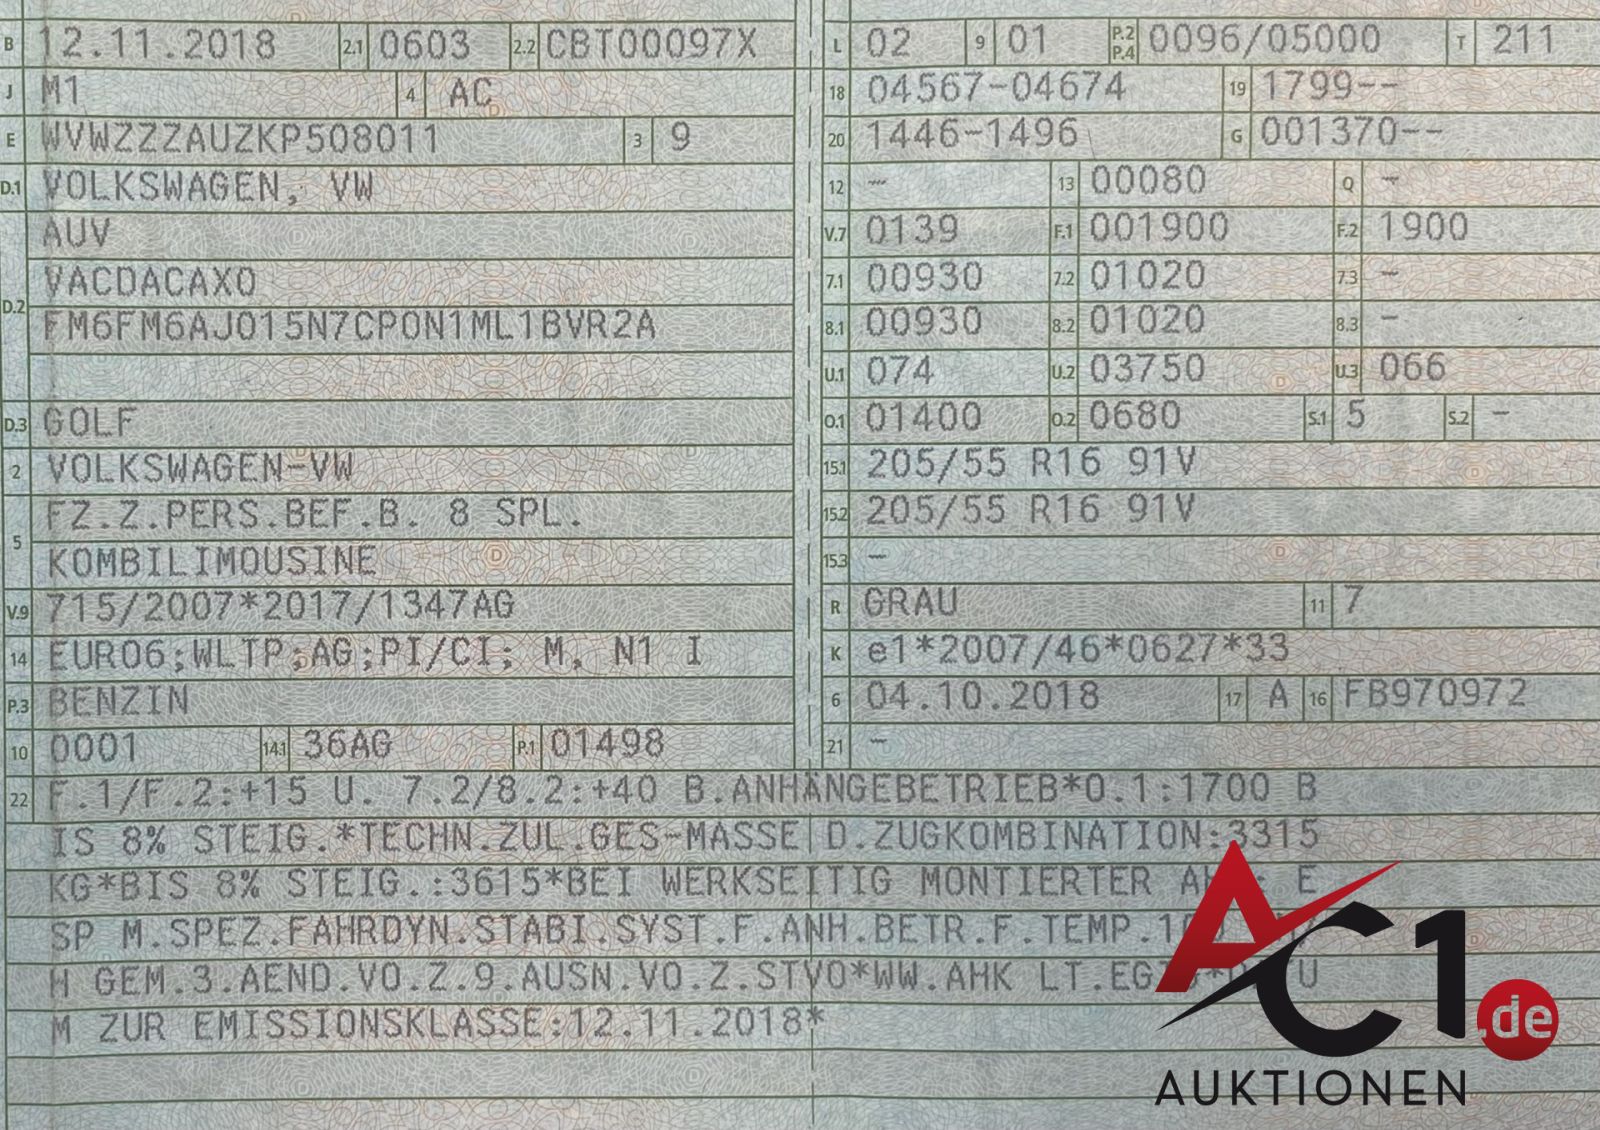 B 12.11.2018 2.1 0603 2.2 CBT00097X
J M1 4 AC
E WVWZZZAUZKP508011 3 9
D.1 VOLKSWAGEN, VW
D.2 AUV
VACDACAX0
FM6FM6AJ015N7CP0N1ML1BVR2A
D.3 GOLF
2 VOLKSWAGEN-VW
5 FZ.Z.PERS.BEF.B. 8 SPL.
KOMBILIMOUSINE
V.9 715/2007*2017/1347AG
14 EURO6;WLTP;AG;PI/CI; M, N1 I
P.3 BENZIN
10 0001 14.1 36AG P.1 01498
L 02 9 01 P.2 P.4 0096/05000 T 211
18 04567-04674 19 1799--
20 1446-1496 G 001370--
12 - 13 00080 Q -
V.7 0139 F.1 001900 F.2 1900
7.1 00930 7.2 01020 7.3 -
8.1 00930 8.2 01020 8.3 -
U.1 074 U.2 03750 U.3 066
O.1 01400 O.2 0680 S.1 5 S.2 -
15.1 205/55 R16 91V
15.2 205/55 R16 91V
15.3 -
R GRAU 11 7
K e1*2007/46*0627*33
6 04.10.2018 17 A 16 FB970972
21 -
22 F.1/F.2:+15 U. 7.2/8.2:+40 B.ANHÄNGEBETRIEB*O.1:1700 B
IS 8% STEIG.*TECHN.ZUL.GES-MASSE D.ZUGKOMBINATION:3315
KG*BIS 8% STEIG.:3615*BEI WERKSEITIG MONTIERTER E
SP M.SPEZ.FAHRDYN.STABI.SYST.F.ANH.BETR.F.TEMP.
H GEM.3.AEND.VO.Z.9.AUSN.VO.Z.STVO*WW.AHK LT.
M ZUR EMISSIONSKLASSE:12.11.2018*
AC1.de
AUKTIONEN